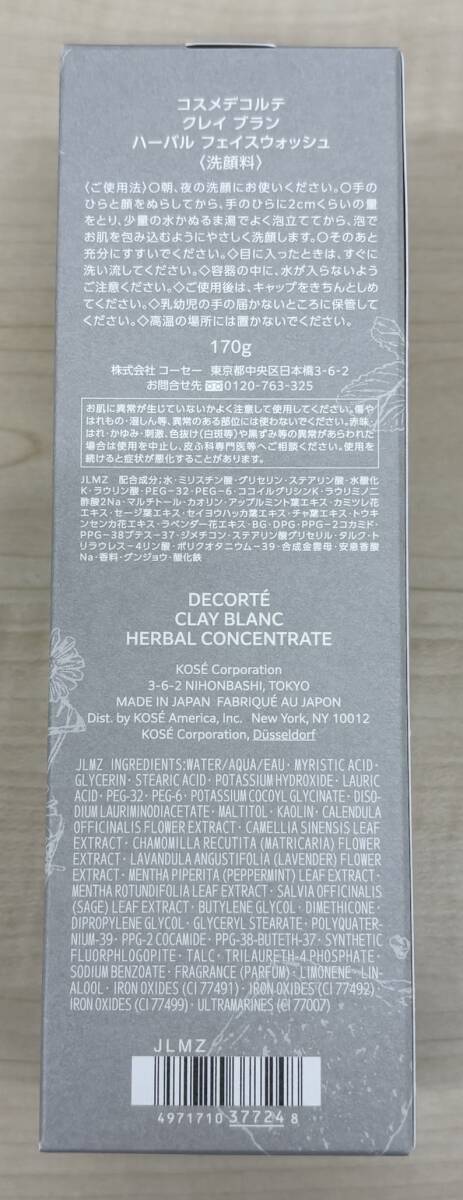 コスメデコルテ
クレイ ブラン
ハーバル フェイスウォッシュ
〈洗顔料〉
〈ご使用法〉○朝、夜の洗顔にお使いください。○手の
ひらと顔をぬらしてから、手のひらに2cmくらいの量
をとり、少量の水かぬるま湯でよく泡立ててから、泡で
お肌を包み込むようにやさしく洗顔します。○そのあと
充分にすすいでください。◇目に入ったときは、すぐに
洗い流してください。◇容器の中に、水が入らないよう
ご注意ください。◇ご使用後は、キャップをきちんとしめ
てください。◇乳幼児の手の届かないところに保管して
ください。◇高温の場所には置かないでください。
170g
株式会社 コーセー 東京都中央区日本橋3-6-2
お問合せ先 0120-763-325
お肌に異常が生じていないかよく注意して使用してください。傷や
はれもの・湿しん等、異常のある部位には使わないでください。赤味・
はれ・かゆみ・刺激、色抜け(白斑等)や黒ずみ等の異常があらわれた
場合は使用を中止し、皮ふ科専門医等へご相談ください。使用を
続けると症状が悪化することがあります。
JLMZ 配合成分:水・ミリスチン酸・グリセリン・ステアリン酸・水酸化
K・ラウリン酸・PEG-32・PEG-6・ココイルグリシンK・ラウリミノニ
酢酸2Na・マルチトール・カオリン・アップルミント葉エキス・カミツレ花
エキス・セージ葉エキス・セイヨウハッカ葉エキス・チャ葉エキス・トウキ
ンセンカ花エキス・ラベンダー花エキス・BG・DPG・PPG-2コカミド・
PPG-38ブテス-37・ジメチコン・ステアリン酸グリセリル・タルク・ト
リラウレス-4リン酸・ポリクオタニウム-39・合成金雲母・安息香酸
Na・香料・グンジョウ・酸化鉄
DECORTÉ
CLAY BLANC
HERBAL CONCENTRATE
KOSÉ Corporation
3-6-2 NIHONBASHI, TOKYO
MADE IN JAPAN FABRIQUÉ AU JAPON
Dist. by KOSÉ America, Inc. New York, NY 10012
KOSÉ Corporation, Düsseldorf
JLMZ INGREDIENTS:WATER/AQUA/EAU・MYRISTIC ACID・
GLYCERIN・STEARIC ACID・POTASSIUM HYDROXIDE・LAURIC
ACID・PEG-32・PEG-6・POTASSIUM COCOYL GLYCINATE・DISO-
DIUM LAURIMINODIACETATE・MALTITOL・KAOLIN・CALENDULA
OFFICINALIS FLOWER EXTRACT・CAMELLIA SINENSIS LEAF
EXTRACT・CHAMOMILLA RECUTITA (MATRICARIA) FLOWER
EXTRACT・LAVANDULA ANGUSTIFOLIA (LAVENDER) FLOWER
EXTRACT・MENTHA PIPERITA (PEPPERMINT) LEAF EXTRACT・
MENTHA ROTUNDIFOLIA LEAF EXTRACT・SALVIA OFFICINALIS
(SAGE) LEAF EXTRACT・BUTYLENE GLYCOL・DIMETHICONE・
DIPROPYLENE GLYCOL・GLYCERYL STEARATE・POLYQUATER-
NIUM-39・PPG-2 COCAMIDE・PPG-38-BUTETH-37・SYNTHETIC
FLUORPHLOGOPITE・TALC・TRILAURETH-4 PHOSPHATE・
SODIUM BENZOATE・FRAGRANCE (PARFUM)・LIMONENE・LIN-
ALOOL・IRON OXIDES (CI 77491)・IRON OXIDES (CI 77492)・
IRON OXIDES (CI 77499)・ULTRAMARINES (CI 77007)
JLMZ
4971710 37724 8